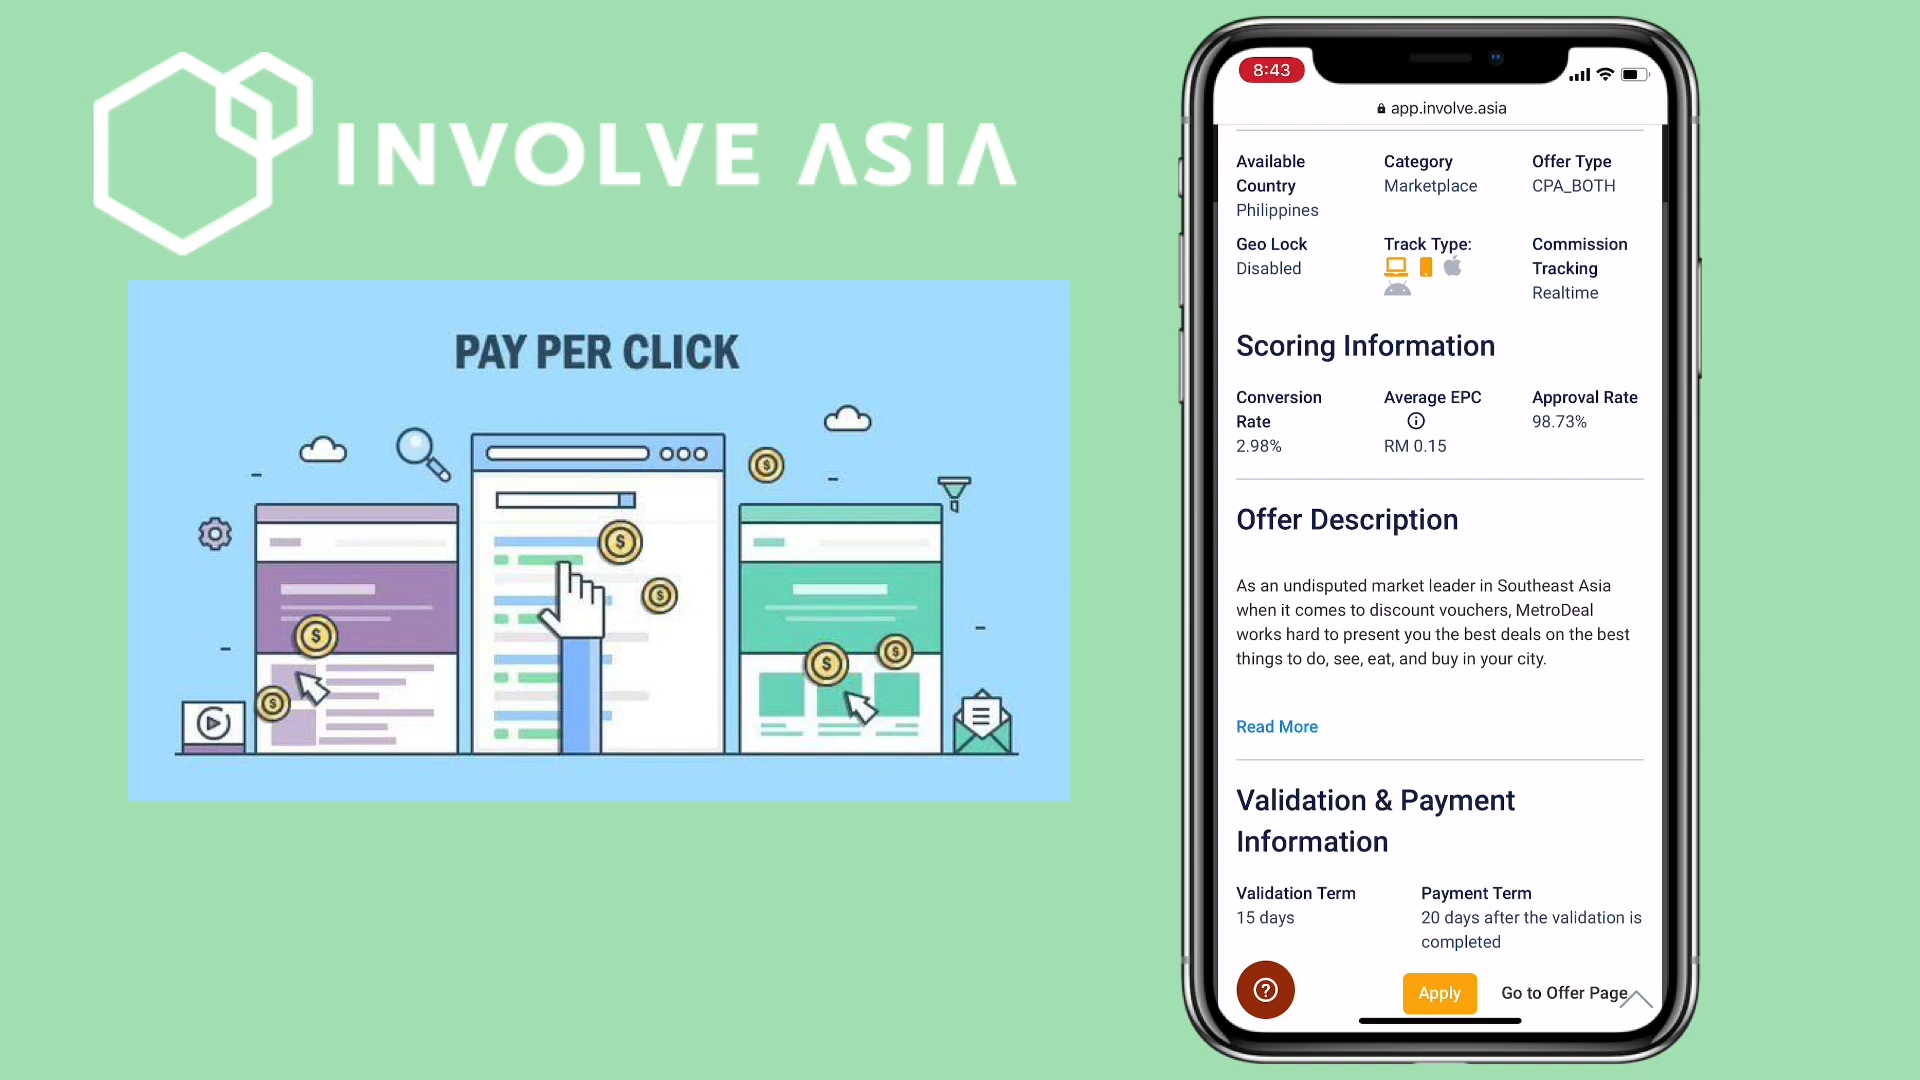 INVOLVE ASIA
PAY PER CLICK
8:43
app.involve.asia
Available Country
Philippines
Category
Marketplace
Offer Type
CPA_BOTH
Geo Lock
Disabled
Track Type:
Commission Tracking
Realtime
Scoring Information
Conversion Rate
2.98%
Average EPC
RM 0.15
Approval Rate
98.73%
Offer Description
As an undisputed market leader in Southeast Asia
when it comes to discount vouchers, MetroDeal
works hard to present you the best deals on the best
things to do, see, eat, and buy in your city.
Read More
Validation & Payment
Information
Validation Term
15 days
Payment Term
20 days after the validation is
completed
Apply
Go to Offer Page